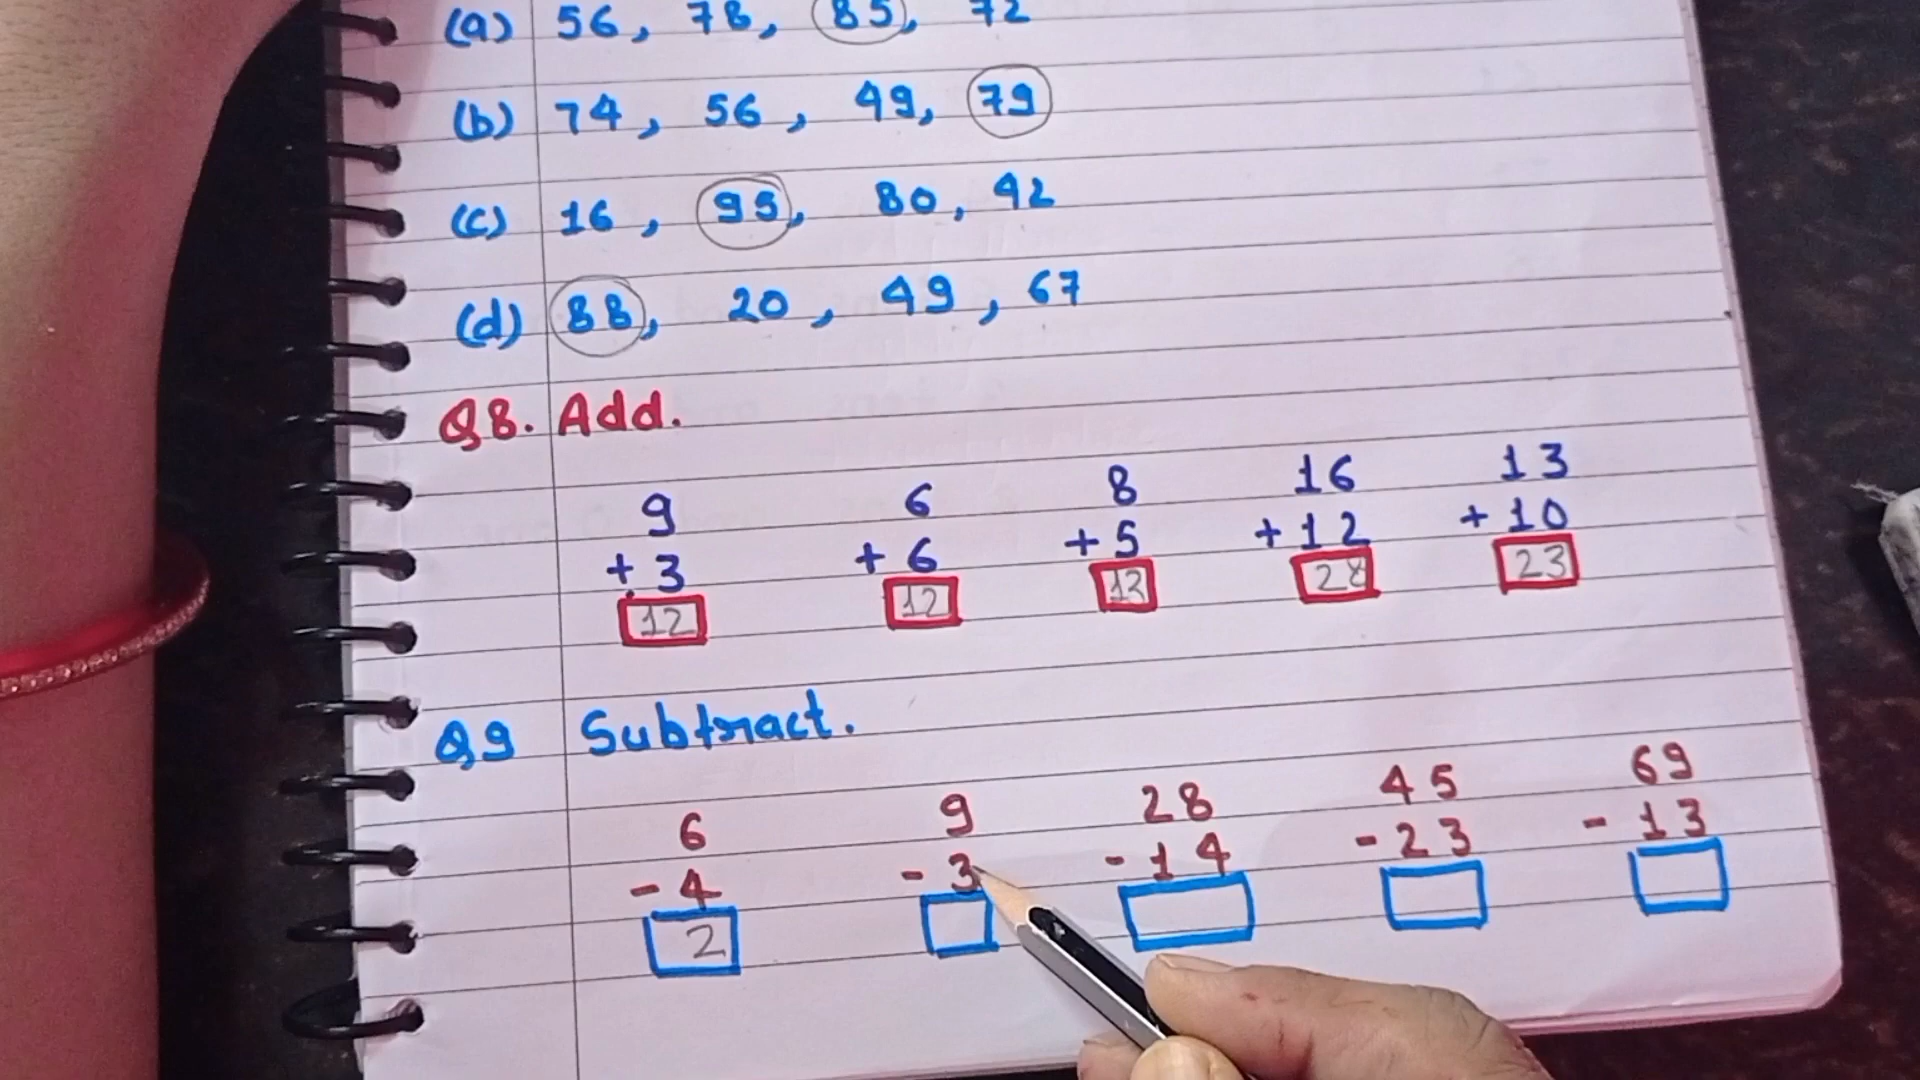 (a) 56, 78, 85, 72
(b) 74, 56, 49, 79
(c) 16, 95, 80, 42
(d) 88, 20, 49, 67
Q8. Add.
9 6 8 16 13
+ 3 + 6 + 5 + 12 + 10
12 12 13 28 23
Q9 Subtract.
6 9 28 45 69
- 4 - 3 - 14 - 23 - 13
2